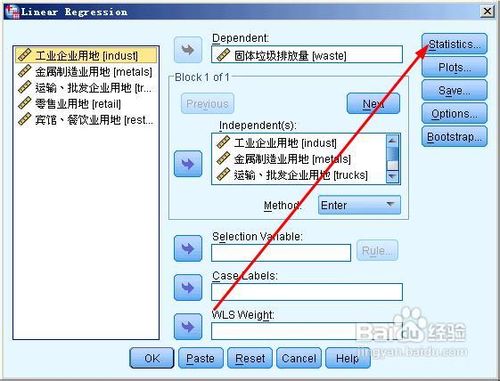 Linear Regression
工业企业用地 [indust]
金属制造业用地 [metals]
运输、批发企业用地 [tr...
零售业用地 [retail]
宾馆、餐饮业用地 [rest...
Dependent:
固体垃圾排放量 [waste]
Block 1 of 1
Previous
Next
Independent(s):
工业企业用地 [indust]
金属制造业用地 [metals]
运输、批发企业用地 [trucks]
Method:
Enter
Selection Variable:
Rule...
Case Labels:
WLS Weight:
Statistics...
Plots...
Save...
Options...
Bootstrap...
OK
Paste
Reset
Cancel
Help
Baidu 经验
jingyan.baidu.com